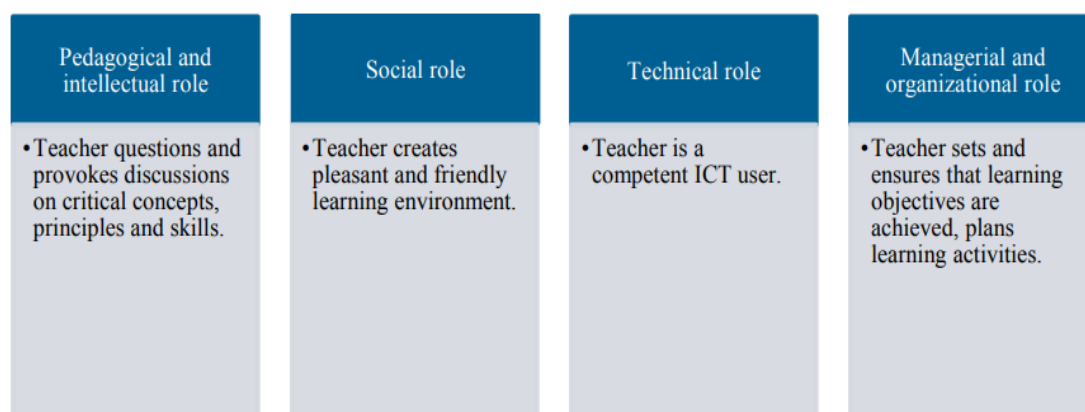 Pedagogical and
intellectual role
•Teacher questions and
provokes discussions
on critical concepts,
principles and skills.
Social role
•Teacher creates
pleasant and friendly
learning environment.
Technical role
•Teacher is a
competent ICT user.
Managerial and
organizational role
•Teacher sets and
ensures that learning
objectives are
achieved, plans
learning activities.